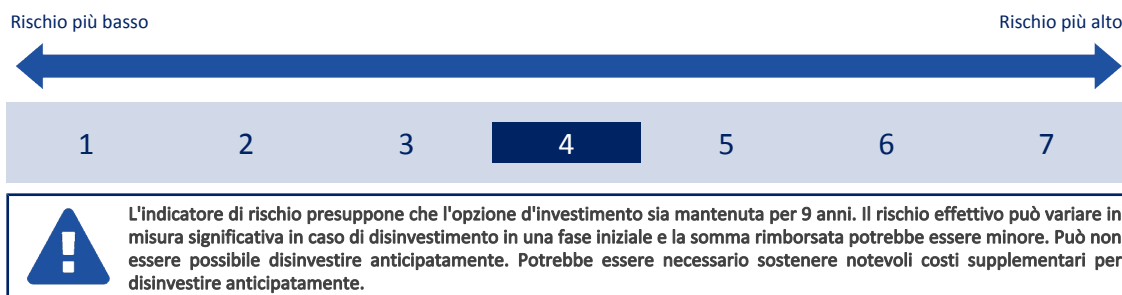 Rischio più basso Rischio più alto
1 2 3 4 5 6 7
L'indicatore di rischio presuppone che l'opzione d'investimento sia mantenuta per 9 anni. Il rischio effettivo può variare in
misura significativa in caso di disinvestimento in una fase iniziale e la somma rimborsata potrebbe essere minore. Può non
essere possibile disinvestire anticipatamente. Potrebbe essere necessario sostenere notevoli costi supplementari per
disinvestire anticipatamente.